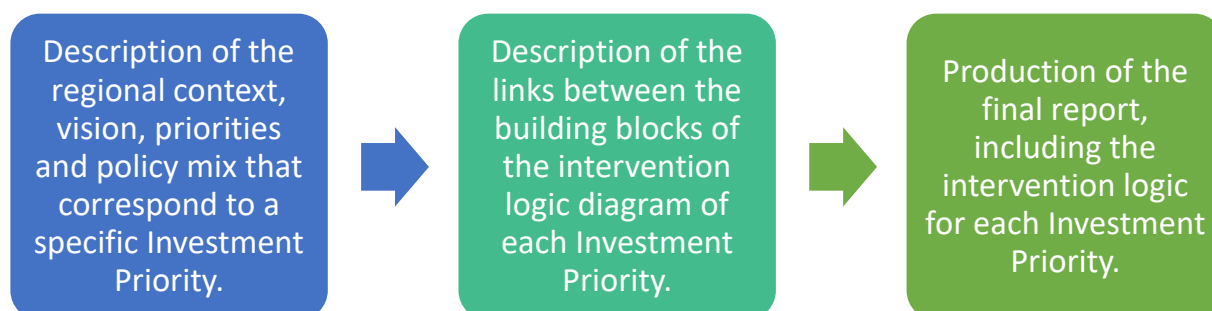 Description of the
regional context,
vision, priorities
and policy mix that
correspond to a
specific Investment
Priority.
Description of the
links between the
building blocks of
the intervention
logic diagram of
each Investment
Priority.
Production of the
final report,
including the
intervention logic
for each Investment
Priority.